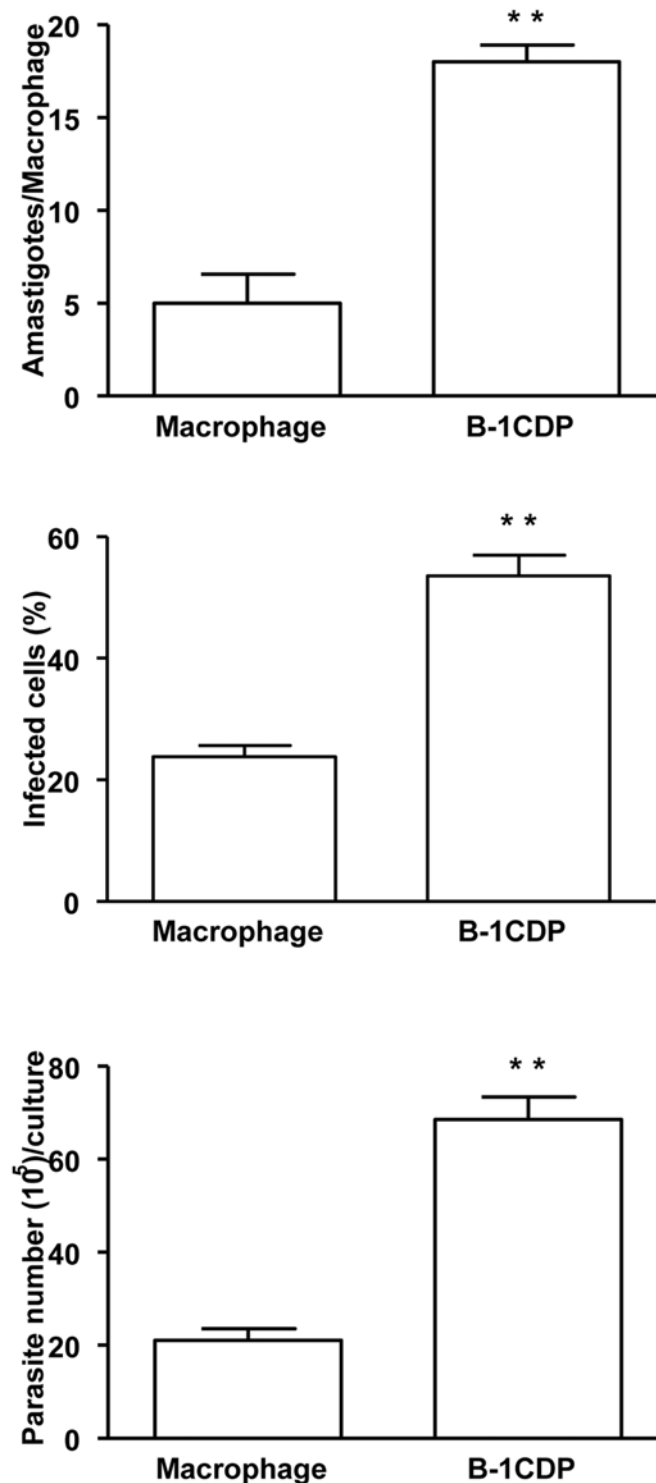 Amastigotes/Macrophage
20
15
10
5
0
* *
Macrophage
B-1CDP
Infected cells (%)
60
40
20
0
* *
Macrophage
B-1CDP
Parasite number (10⁵)/culture
80
60
40
20
0
* *
Macrophage
B-1CDP